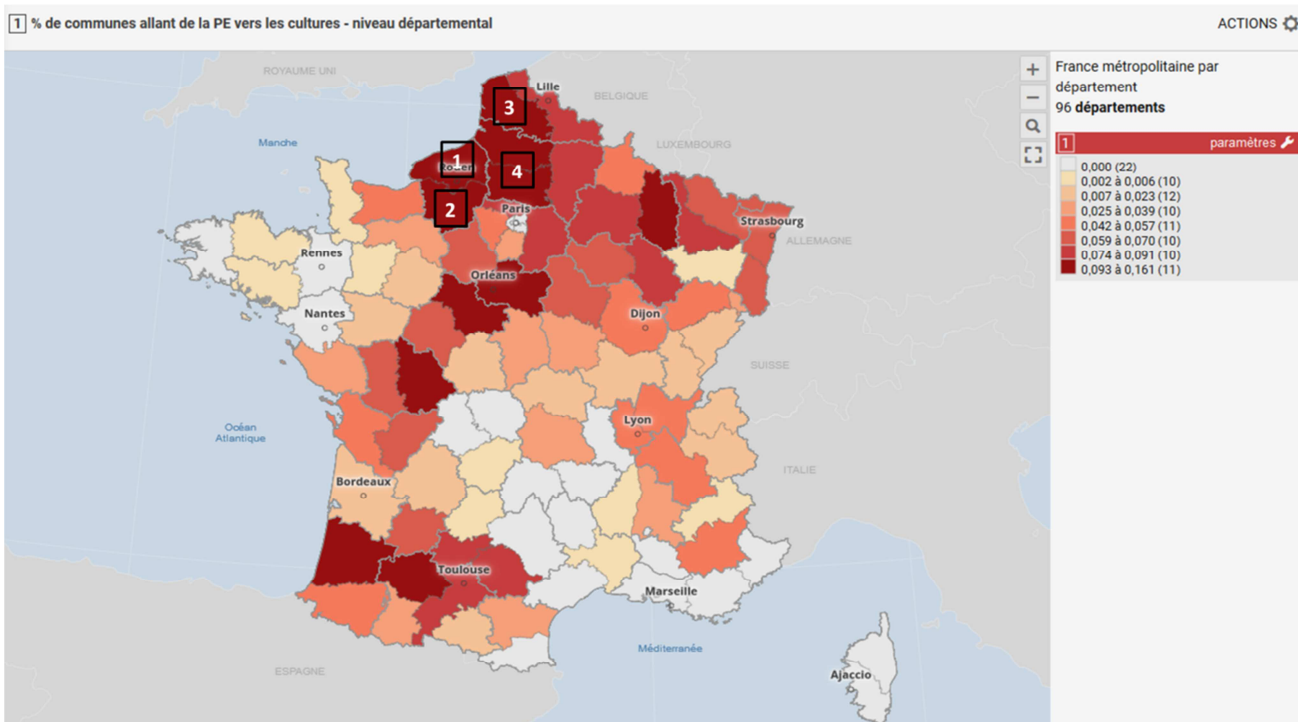 1 % de communes allant de la PE vers les cultures - niveau départemental
ACTIONS
ROYAUME UNI
Lille
BELGIQUE
3
Manche
LUXEMBOURG
1
Rouen
4
2
Paris
Strasbourg
ALLEMAGNE
Rennes
Orléans
Nantes
Dijon
SUISSE
Océan
Atlantique
Lyon
ITALIE
Bordeaux
Toulouse
Marseille
Méditerranée
ESPAGNE
Ajaccio
+
−
France métropolitaine par
département
96 départements
1 paramètres
0,000 (22)
0,002 à 0,006 (10)
0,007 à 0,023 (12)
0,025 à 0,039 (10)
0,042 à 0,057 (11)
0,059 à 0,070 (10)
0,074 à 0,091 (10)
0,093 à 0,161 (11)